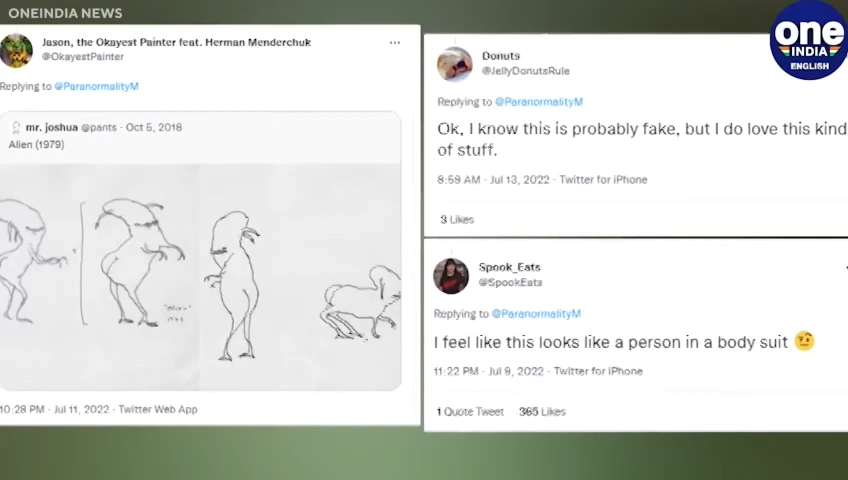 ONEINDIA NEWS
one
INDIA
ENGLISH
Jason, the Okayest Painter feat. Herman Menderchuk
@OkayestPainter
Replying to @ParanormalityM
mr. joshua @pants · Oct 5, 2018
Alien (1979)
"alien"
1979
10:28 PM · Jul 11, 2022 · Twitter Web App
Donuts
@JellyDonutsRule
Replying to @ParanormalityM
Ok, I know this is probably fake, but I do love this kind
of stuff.
8:59 AM · Jul 13, 2022 · Twitter for iPhone
3 Likes
Spook_Eats
@SpookEats
Replying to @ParanormalityM
I feel like this looks like a person in a body suit 🤨
11:22 PM · Jul 9, 2022 · Twitter for iPhone
1 Quote Tweet 365 Likes